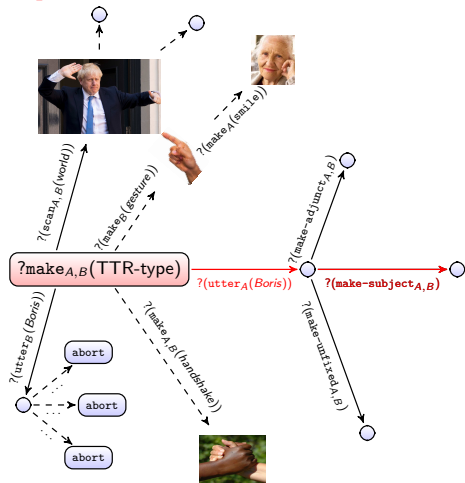 ?(make_A(smile))
?(scan_{A,B}(world))
?(make_B(gesture))
?(make-adjunct_{A,B})
?make_{A,B}(TTR-type)
?(utter_A(Boris))
?(make-subject_{A,B})
?(utter_B(Boris))
?(make_{A,B}(handshake))
?(make-unfixed_{A,B})
abort
...
abort
...
abort